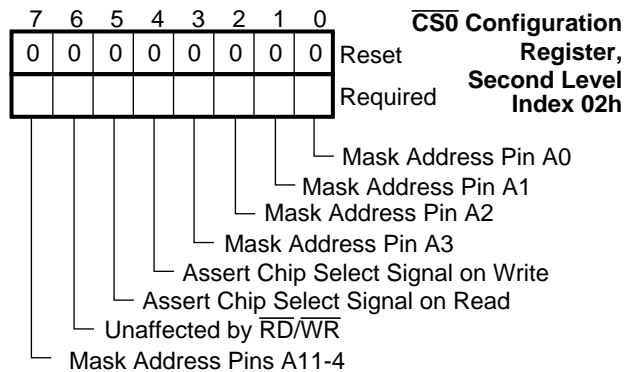 7 6 5 4 3 2 1 0
0 0 0 0 0 0 0 0 Reset
Required
CS0 Configuration
Register,
Second Level
Index 02h
Mask Address Pin A0
Mask Address Pin A1
Mask Address Pin A2
Mask Address Pin A3
Assert Chip Select Signal on Write
Assert Chip Select Signal on Read
Unaffected by RD/WR
Mask Address Pins A11-4